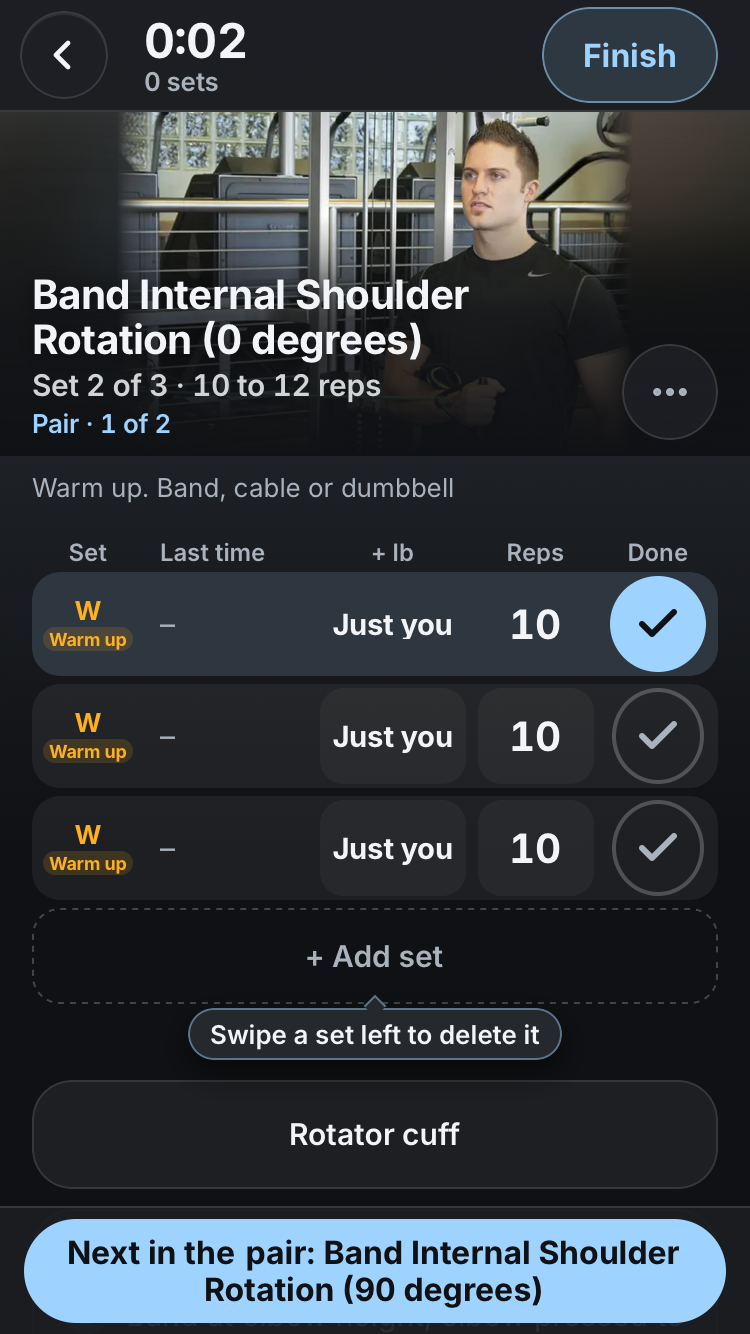 0:02
0 sets
Finish
Band Internal Shoulder
Rotation (0 degrees)
Set 2 of 3 · 10 to 12 reps
Pair · 1 of 2
Warm up. Band, cable or dumbbell
Set Last time + lb Reps Done
W
Warm up
– Just you 10
W
Warm up
– Just you 10
W
Warm up
– Just you 10
+ Add set
Swipe a set left to delete it
Rotator cuff
Next in the pair: Band Internal Shoulder
Rotation (90 degrees)